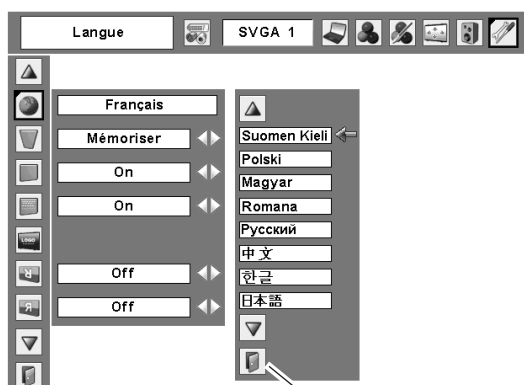 Langue SVGA 1
Français
Mémoriser
On
On
LOGO
Off
Off
Suomen Kieli
Polski
Magyar
Romana
Русский
中文
한글
日本語